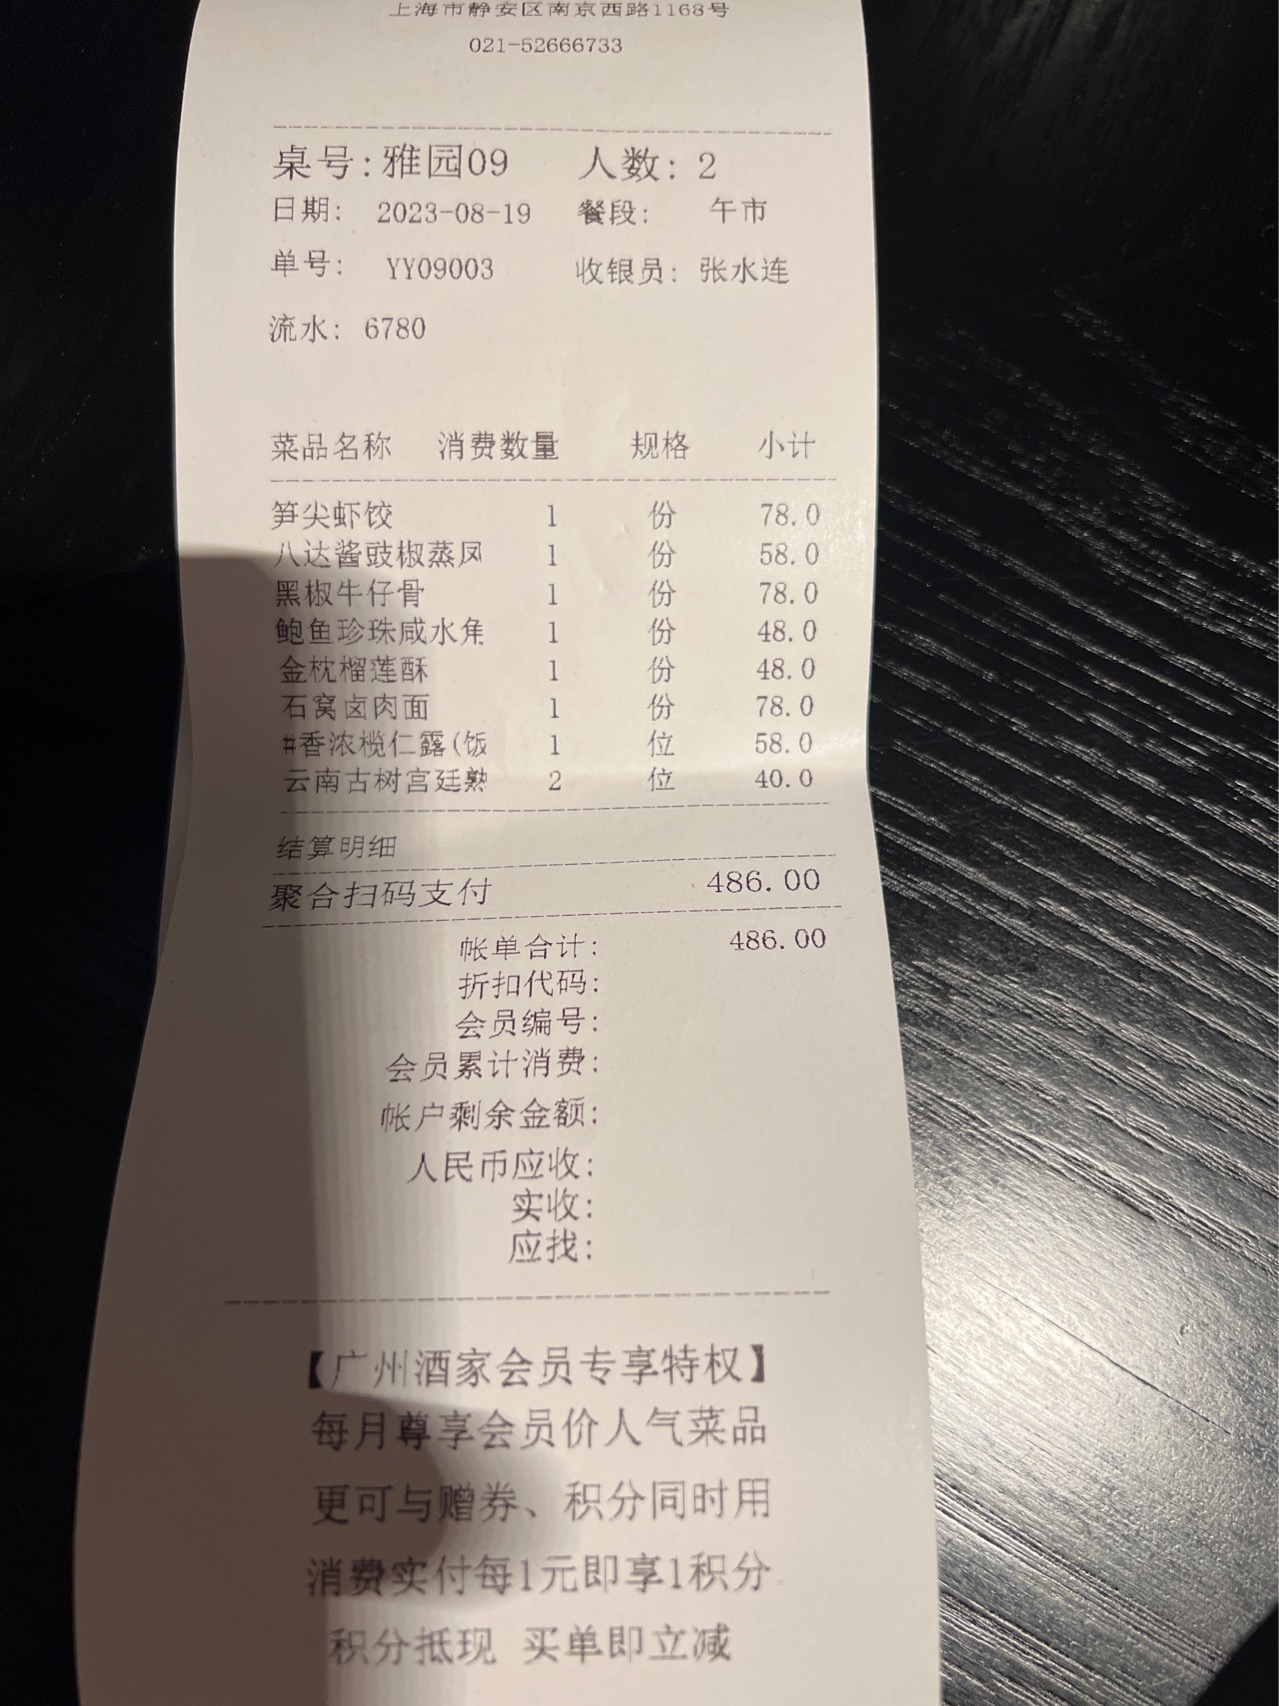 上海市静安区南京西路1168号
021-52666733
桌号:雅园09 人数: 2
日期: 2023-08-19 餐段: 午市
单号: YY09003 收银员: 张水连
流水: 6780
菜品名称 消费数量 规格 小计
笋尖虾饺 1 份 78.0
八达酱豉椒蒸凤 1 份 58.0
黑椒牛仔骨 1 份 78.0
鲍鱼珍珠咸水角 1 份 48.0
金枕榴莲酥 1 份 48.0
石窝卤肉面 1 份 78.0
#香浓榄仁露(饭 1 位 58.0
云南古树宫廷熟 2 位 40.0
结算明细
聚合扫码支付 486.00
帐单合计: 486.00
折扣代码:
会员编号:
会员累计消费:
帐户剩余金额:
人民币应收:
实收:
应找:
【广州酒家会员专享特权】
每月尊享会员价人气菜品
更可与赠券、积分同时用
消费实付每1元即享1积分
积分抵现 买单即立减